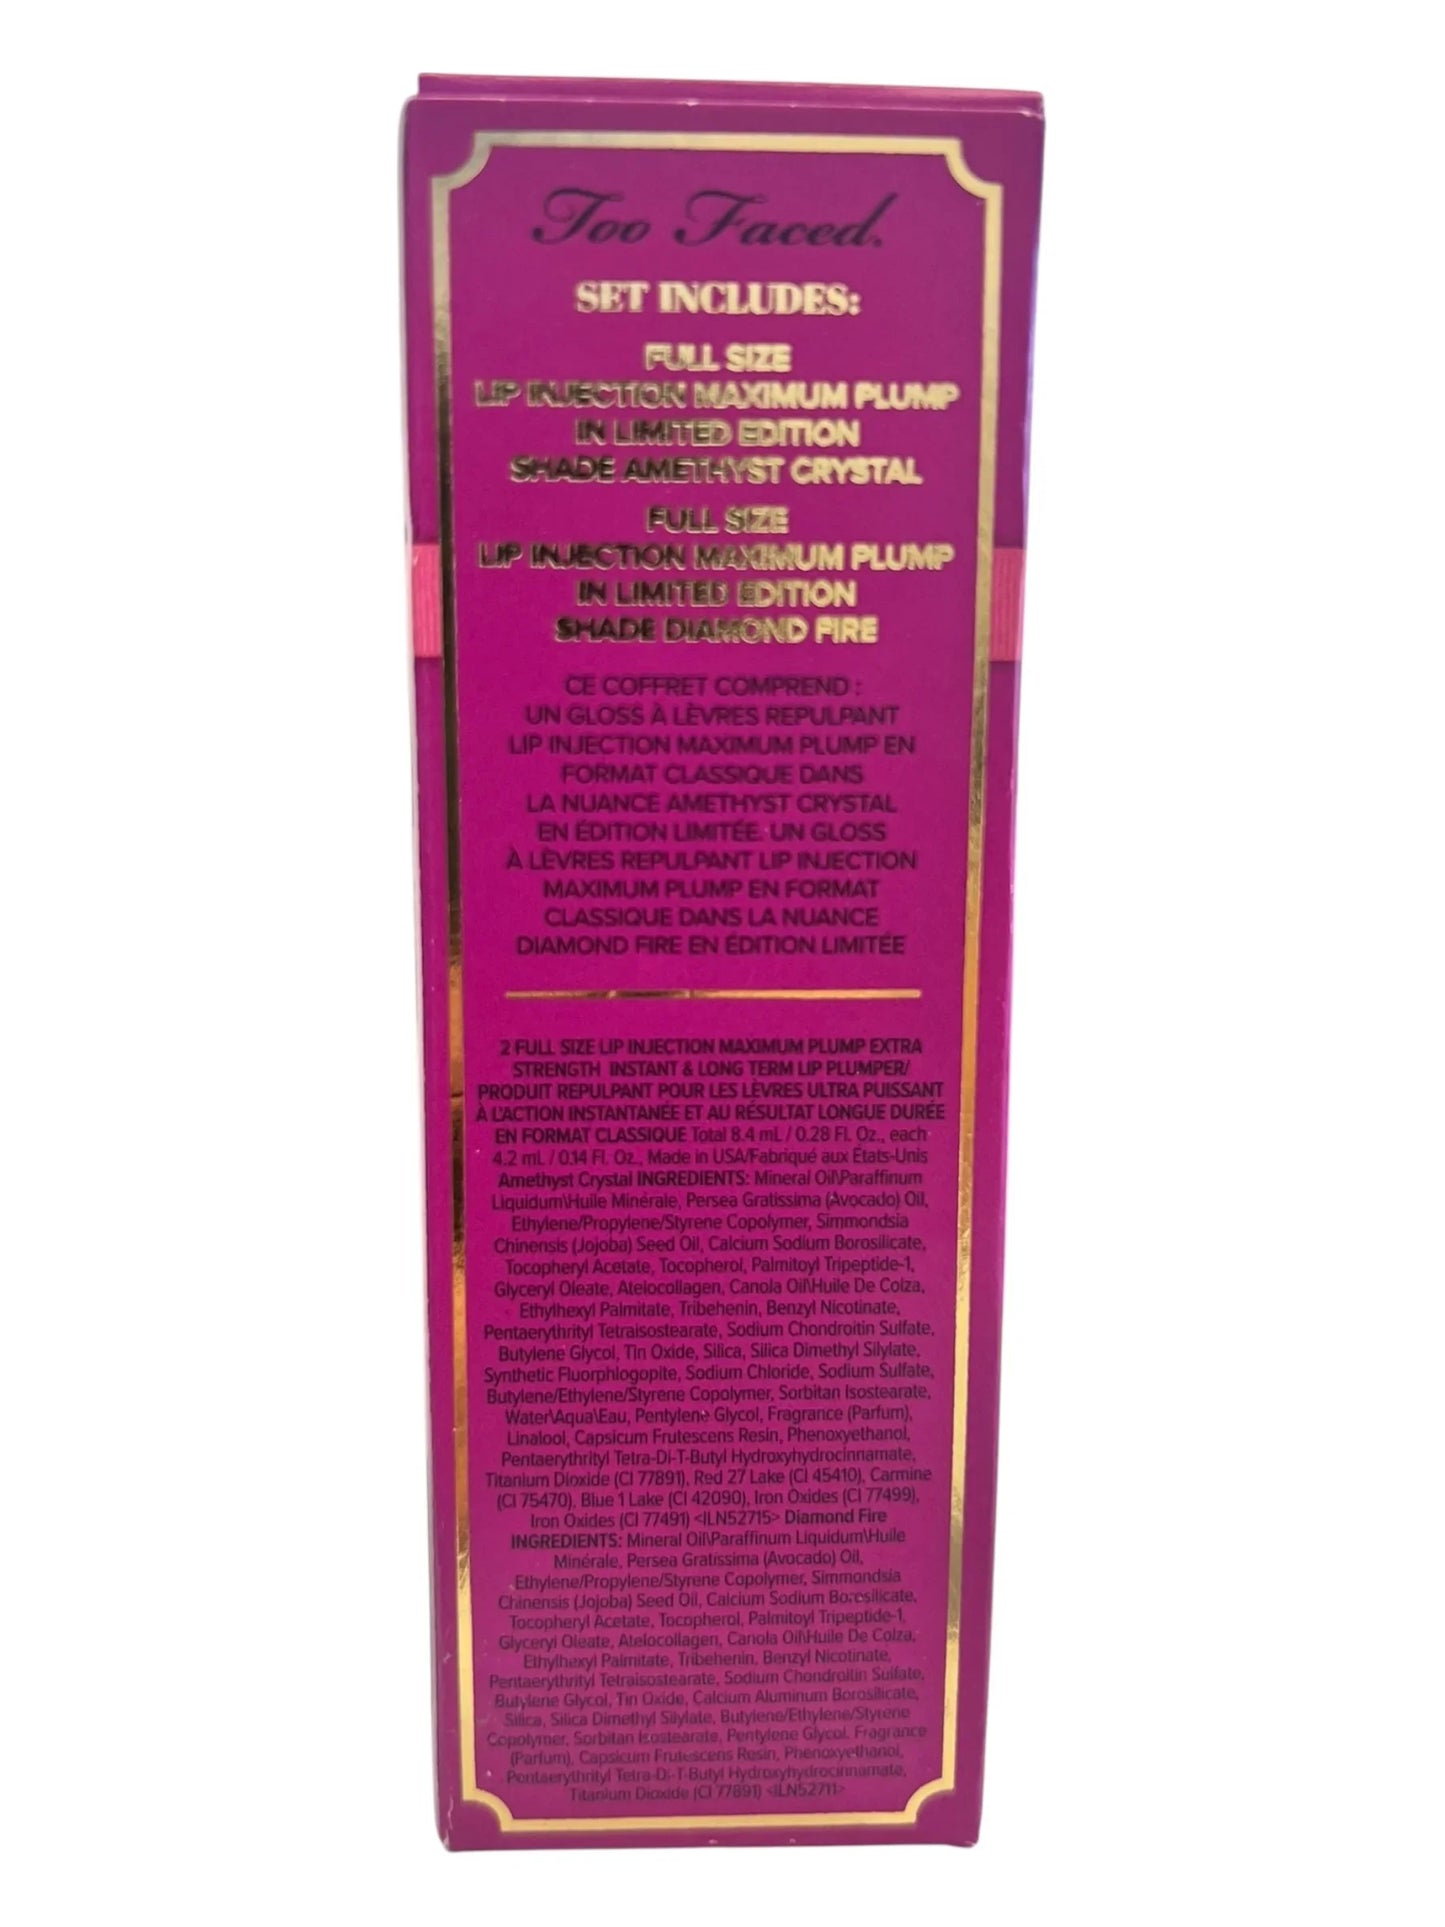 Too Faced.
SET INCLUDES:
FULL SIZE
LIP INJECTION MAXIMUM PLUMP
IN LIMITED EDITION
SHADE AMETHYST CRYSTAL
FULL SIZE
LIP INJECTION MAXIMUM PLUMP
IN LIMITED EDITION
SHADE DIAMOND FIRE
CE COFFRET COMPREND :
UN GLOSS À LÈVRES REPULPANT
LIP INJECTION MAXIMUM PLUMP EN
FORMAT CLASSIQUE DANS
LA NUANCE AMETHYST CRYSTAL
EN ÉDITION LIMITÉE. UN GLOSS
À LÈVRES REPULPANT LIP INJECTION
MAXIMUM PLUMP EN FORMAT
CLASSIQUE DANS LA NUANCE
DIAMOND FIRE EN ÉDITION LIMITÉE
2 FULL SIZE LIP INJECTION MAXIMUM PLUMP EXTRA
STRENGTH INSTANT & LONG TERM LIP PLUMPER/
PRODUIT REPULPANT POUR LES LÈVRES ULTRA PUISSANT
À L'ACTION INSTANTANÉE ET AU RÉSULTAT LONGUE DURÉE
EN FORMAT CLASSIQUE Total 8.4 mL / 0.28 Fl. Oz., each
4.2 mL / 0.14 Fl. Oz., Made in USA/Fabriqué aux États-Unis
Amethyst Crystal INGREDIENTS: Mineral Oil\Paraffinum
Liquidum\Huile Minérale, Persea Gratissima (Avocado) Oil,
Ethylene/Propylene/Styrene Copolymer, Simmondsia
Chinensis (Jojoba) Seed Oil, Calcium Sodium Borosilicate,
Tocopheryl Acetate, Tocopherol, Palmitoyl Tripeptide-1,
Glyceryl Oleate, Atelocollagen, Canola Oil\Huile De Colza,
Ethylhexyl Palmitate, Tribehenin, Benzyl Nicotinate,
Pentaerythrityl Tetraisostearate, Sodium Chondroitin Sulfate,
Butylene Glycol, Tin Oxide, Silica, Silica Dimethyl Silylate,
Synthetic Fluorphlogopite, Sodium Chloride, Sodium Sulfate,
Butylene/Ethylene/Styrene Copolymer, Sorbitan Isostearate,
Water\Aqua\Eau, Pentylene Glycol, Fragrance (Parfum),
Linalool, Capsicum Frutescens Resin, Phenoxyethanol,
Pentaerythrityl Tetra-Di-T-Butyl Hydroxyhydrocinnamate,
Titanium Dioxide (CI 77891), Red 27 Lake (CI 45410), Carmine
(CI 75470), Blue 1 Lake (CI 42090), Iron Oxides (CI 77499),
Iron Oxides (CI 77491) <ILN52715> Diamond Fire
INGREDIENTS: Mineral Oil\Paraffinum Liquidum\Huile
Minérale, Persea Gratissima (Avocado) Oil,
Ethylene/Propylene/Styrene Copolymer, Simmondsia
Chinensis (Jojoba) Seed Oil, Calcium Sodium Borosilicate,
Tocopheryl Acetate, Tocopherol, Palmitoyl Tripeptide-1,
Glyceryl Oleate, Atelocollagen, Canola Oil\Huile De Colza,
Ethylhexyl Palmitate, Tribehenin, Benzyl Nicotinate,
Pentaerythrityl Tetraisostearate, Sodium Chondroitin Sulfate,
Butylene Glycol, Tin Oxide, Calcium Aluminum Borosilicate,
Silica, Silica Dimethyl Silylate, Butylene/Ethylene/Styrene
Copolymer, Sorbitan Isostearate, Pentylene Glycol, Fragrance
(Parfum), Capsicum Frutescens Resin, Phenoxyethanol,
Pentaerythrityl Tetra-Di-T-Butyl Hydroxyhydrocinnamate,
Titanium Dioxide (CI 77891) <ILN52711>